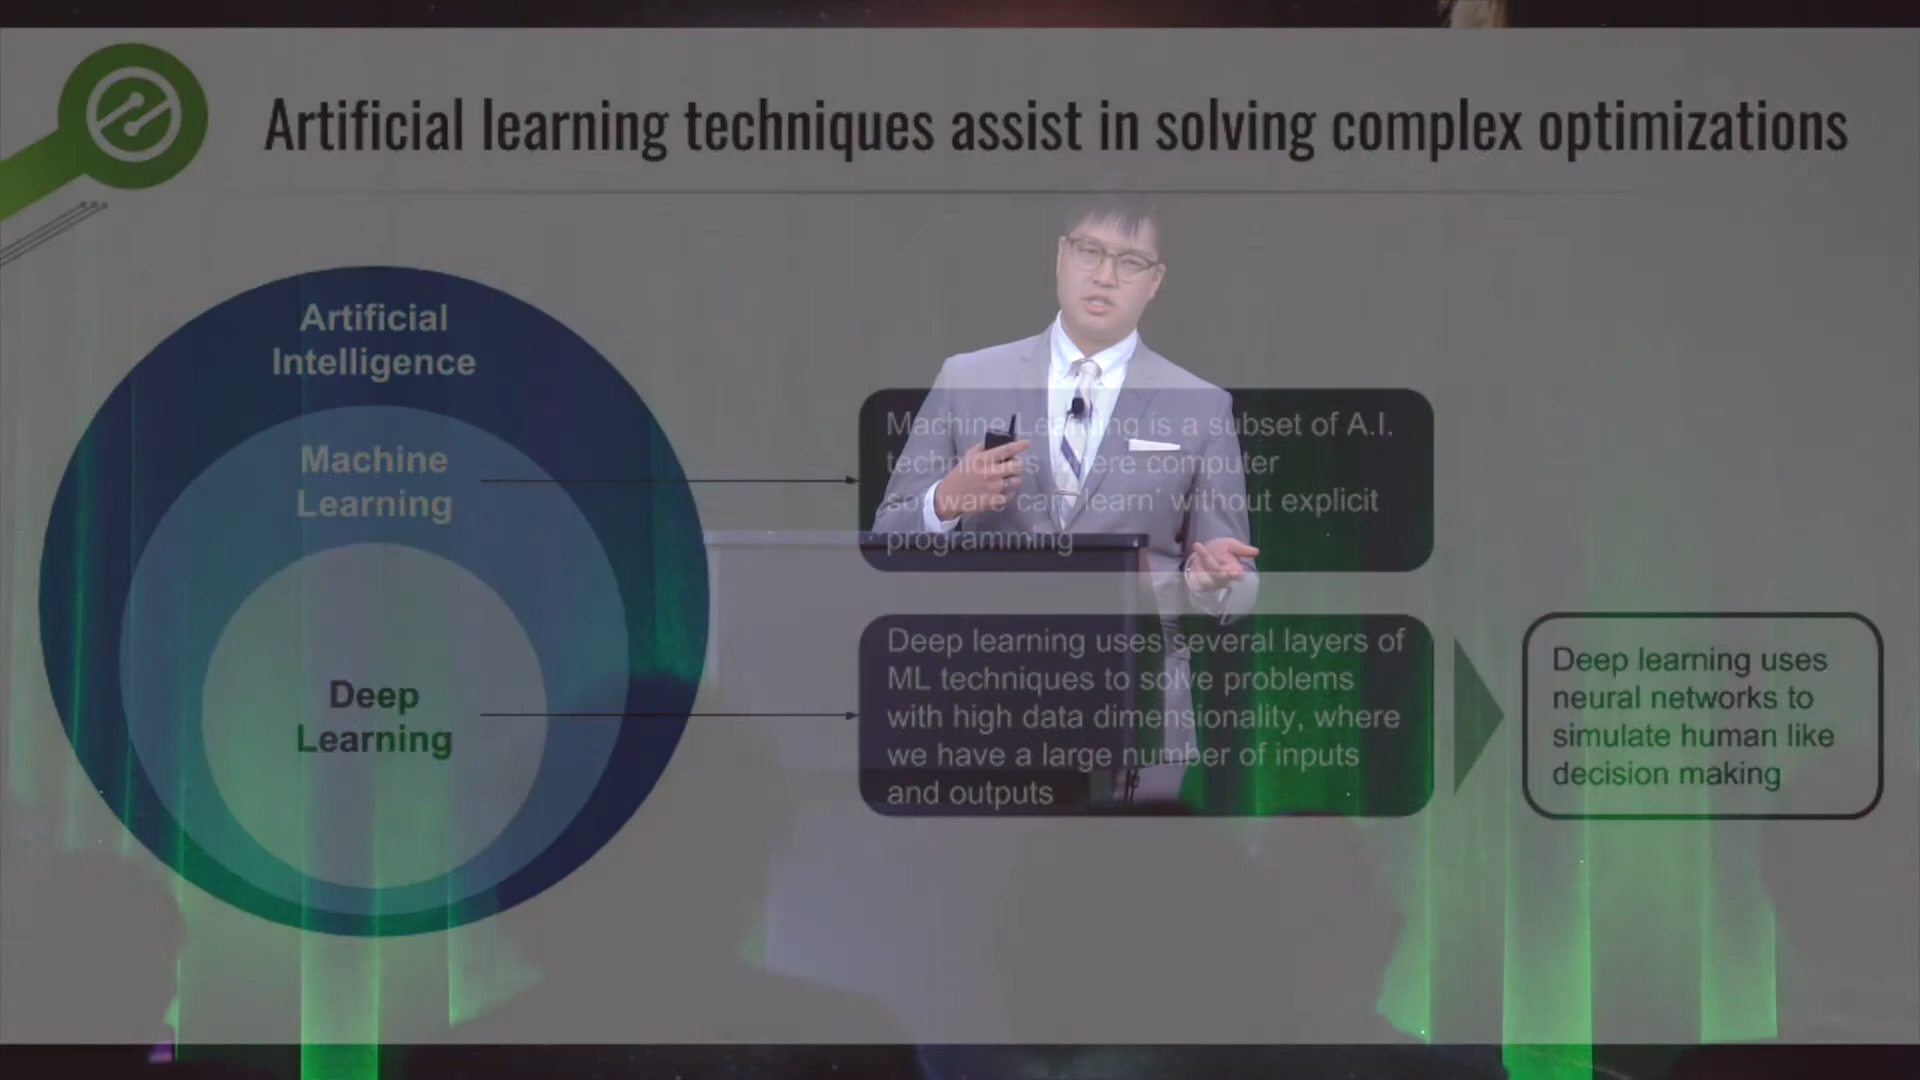 Artificial learning techniques assist in solving complex optimizations
Artificial
Intelligence
Machine
Learning
Deep
Learning
Machine Learning is a subset of A.I.
techniques where computer
software can 'learn' without explicit
programming
Deep learning uses several layers of
ML techniques to solve problems
with high data dimensionality, where
we have a large number of inputs
and outputs
Deep learning uses
neural networks to
simulate human like
decision making